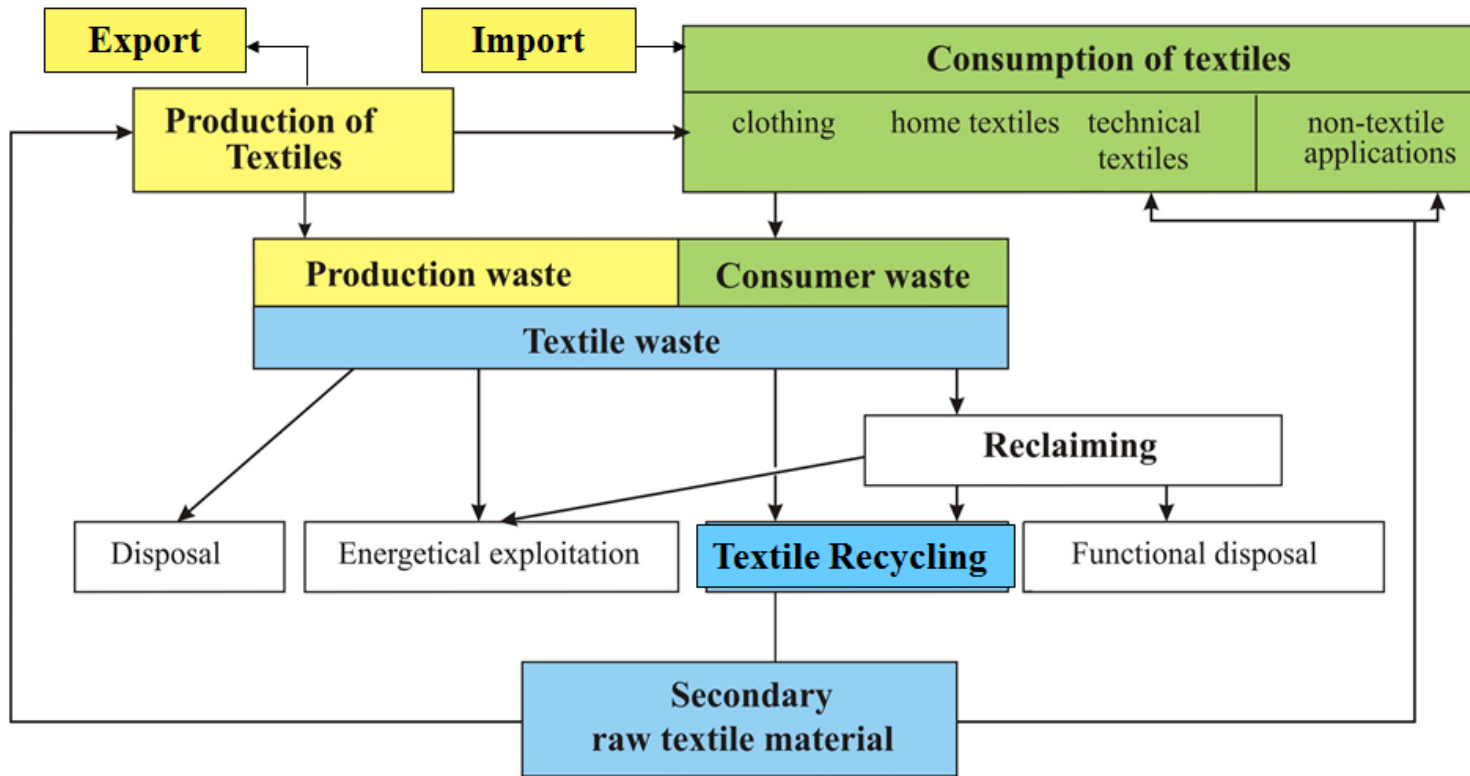 Export
Import
Consumption of textiles
Production of
Textiles
clothing
home textiles
technical
textiles
non-textile
applications
Production waste
Consumer waste
Textile waste
Reclaiming
Disposal
Energetical exploitation
Textile Recycling
Functional disposal
Secondary
raw textile material